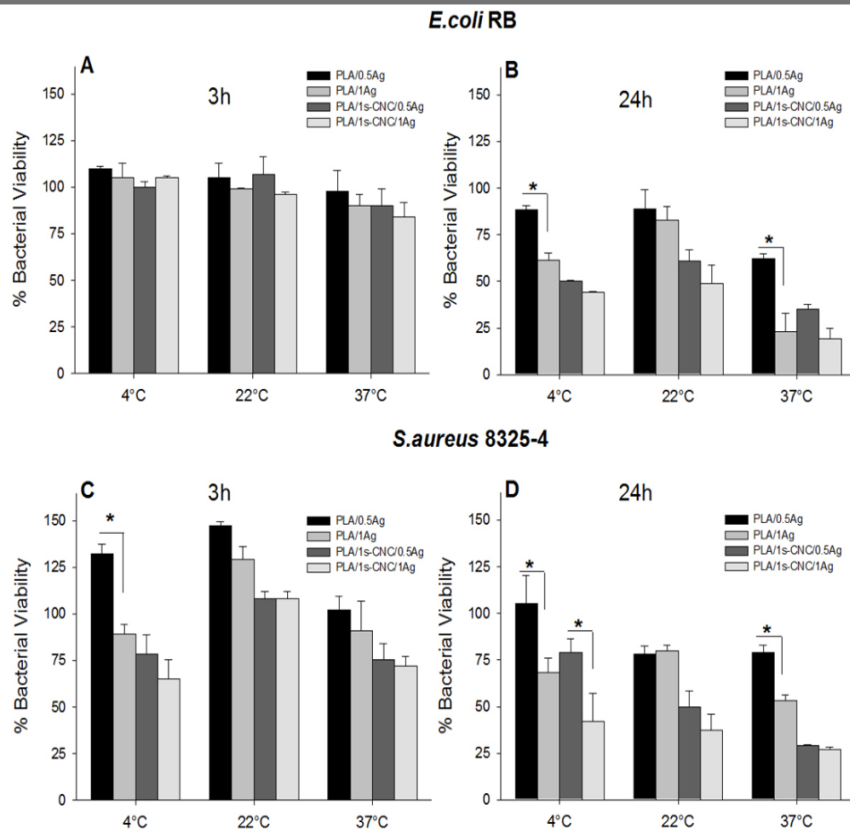 E.coli RB
A
3h
PLA/0.5Ag
PLA/1Ag
PLA/1s-CNC/0.5Ag
PLA/1s-CNC/1Ag
% Bacterial Viability
150
125
100
75
50
25
0
4°C 22°C 37°C
B
24h
PLA/0.5Ag
PLA/1Ag
PLA/1s-CNC/0.5Ag
PLA/1s-CNC/1Ag
% Bacterial Viability
150
125
100
75
50
25
0
*
*
4°C 22°C 37°C
S.aureus 8325-4
C
3h
PLA/0.5Ag
PLA/1Ag
PLA/1s-CNC/0.5Ag
PLA/1s-CNC/1Ag
% Bacterial Viability
150
125
100
75
50
25
0
*
4°C 22°C 37°C
D
24h
PLA/0.5Ag
PLA/1Ag
PLA/1s-CNC/0.5Ag
PLA/1s-CNC/1Ag
% Bacterial Viability
150
125
100
75
50
25
0
*
*
*
4°C 22°C 37°C